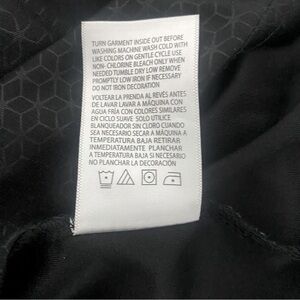 TURN GARMENT INSIDE OUT BEFORE
WASHING MACHINE WASH COLD WITH
LIKE COLORS ON GENTLE CYCLE USE
NON- CHLORINE BLEACH ONLY WHEN
NEEDED TUMBLE DRY LOW REMOVE
PROMPTLY LOW IRON IF NECESSARY
DO NOT IRON DECORATION
VOLTEAR LA PRENDA AL REVÉS ANTES
DE LAVAR LAVAR A MÁQUINA CON
AGUA FRÍA CON COLORES SIMILARES
EN CICLO SUAVE SOLO UTILICE
BLANQUEADOR SIN CLORO CUANDO
SEA NECESARIO SECAR A MÁQUINA A
TEMPERATURA BAJA RETIRAR
INMEDIATAMENTE PLANCHAR
A TEMPERATURA BAJA SI NECESARIO
NO PLANCHAR LA DECORACIÓN